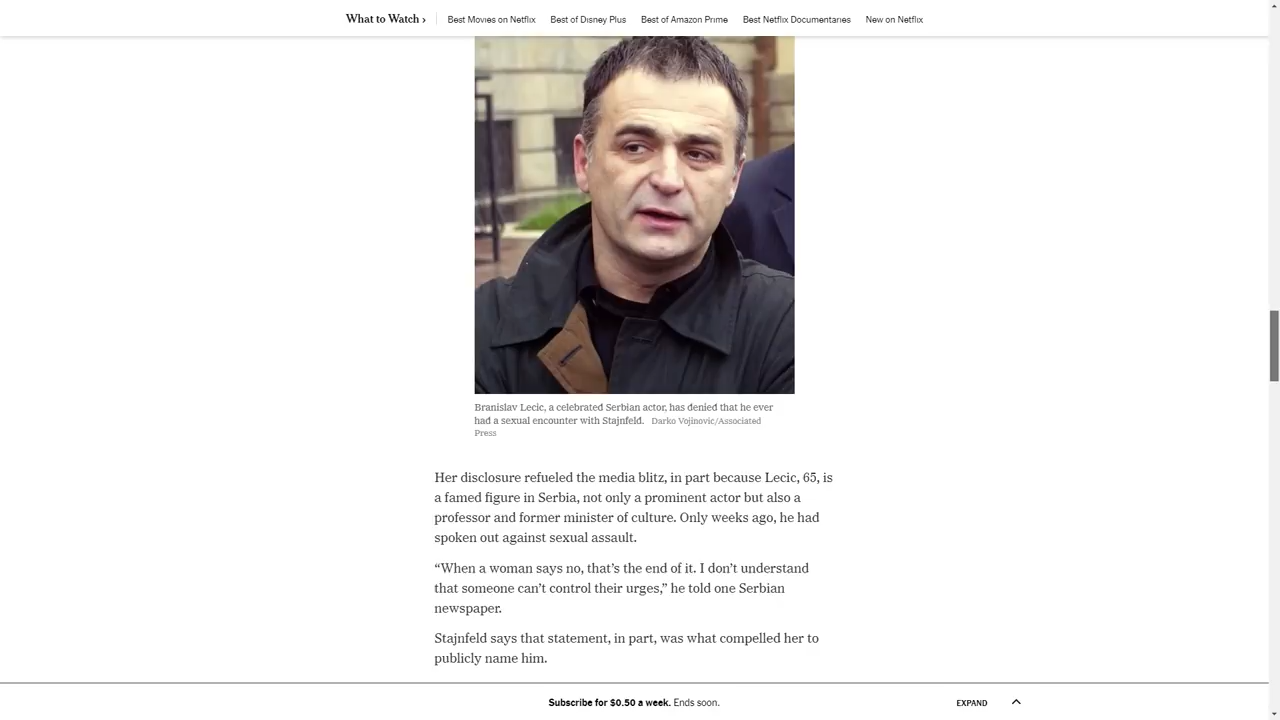 What to Watch › Best Movies on Netflix Best of Disney Plus Best of Amazon Prime Best Netflix Documentaries New on Netflix
Branislav Lecic, a celebrated Serbian actor, has denied that he ever
had a sexual encounter with Stajnfeld. Darko Vojinovic/Associated
Press
Her disclosure refueled the media blitz, in part because Lecic, 65, is
a famed figure in Serbia, not only a prominent actor but also a
professor and former minister of culture. Only weeks ago, he had
spoken out against sexual assault.
“When a woman says no, that’s the end of it. I don’t understand
that someone can’t control their urges,” he told one Serbian
newspaper.
Stajnfeld says that statement, in part, was what compelled her to
publicly name him.
Subscribe for $0.50 a week. Ends soon. EXPAND